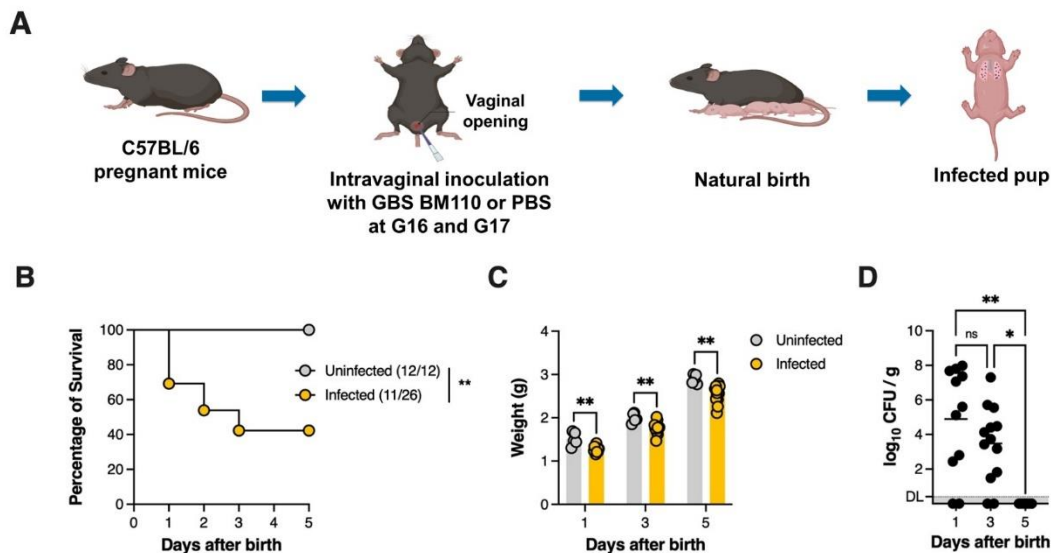 A
C57BL/6
pregnant mice
Vaginal
opening
Intravaginal inoculation
with GBS BM110 or PBS
at G16 and G17
Natural birth
Infected pup
B
Percentage of Survival
100
80
60
40
20
0
0 1 2 3 4 5
Days after birth
Uninfected (12/12)
Infected (11/26)
**
C
Weight (g)
4
3
2
1
0
** ** **
1 3 5
Days after birth
Uninfected
Infected
D
log10 CFU / g
**
ns *
10
8
6
4
2
DL
1 3 5
Days after birth